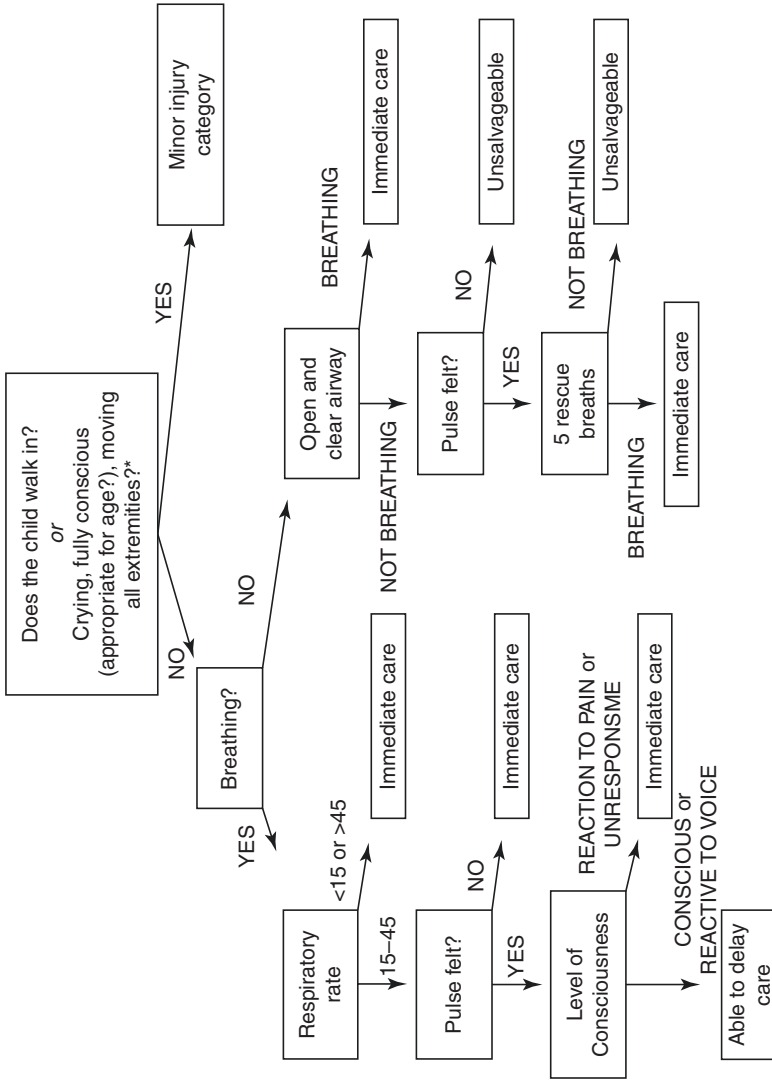 Does the child walk in?
or
Crying, fully conscious
(appropriate for age?), moving
all extremities?*
YES
Minor injury
category
NO
Breathing?
YES
NO
Respiratory
rate
<15 or >45
Immediate care
15–45
Pulse felt?
NO
Immediate care
YES
Level of
Consciousness
REACTION TO PAIN or
UNRESPONSME
Immediate care
CONSCIOUS or
REACTIVE TO VOICE
Able to delay
care
Open and
clear airway
BREATHING
Immediate care
NOT BREATHING
Pulse felt?
NO
Unsalvageable
YES
5 rescue
breaths
NOT BREATHING
Unsalvageable
BREATHING
Immediate care